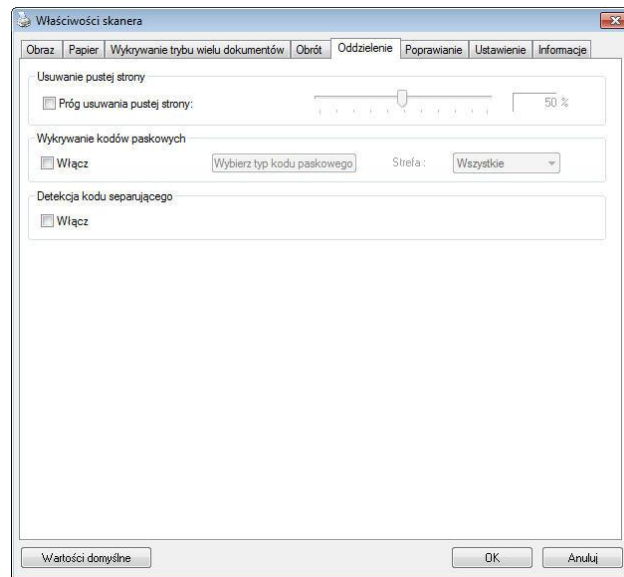 Właściwości skanera
Obraz Papier Wykrywanie trybu wielu dokumentów Obrót Oddzielenie Poprawianie Ustawienie Informacje
Usuwanie pustej strony
Próg usuwania pustej strony: 50 %
Wykrywanie kodów paskowych
Włącz Wybierz typ kodu paskowego Strefa : Wszystkie
Detekcja kodu separującego
Włącz
Wartości domyślne OK Anuluj